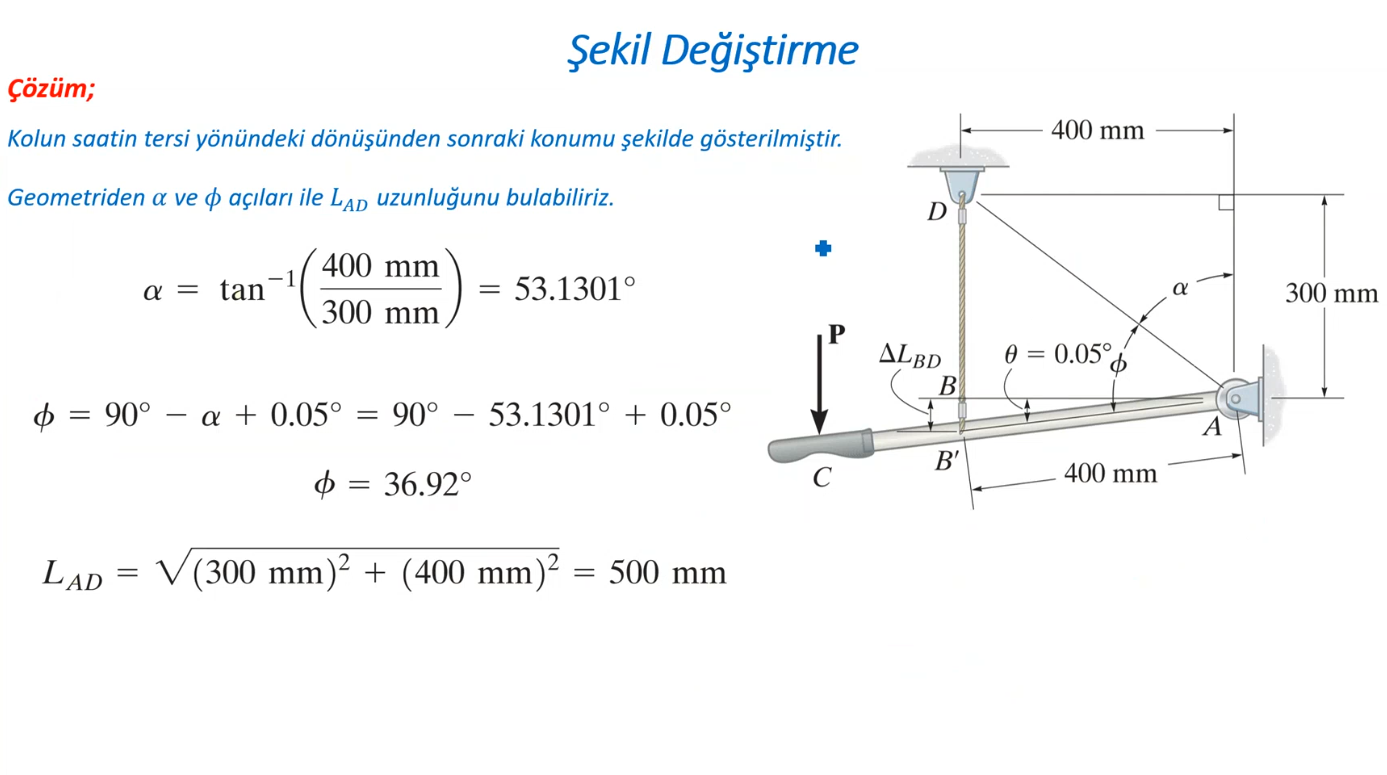 Şekil Değiştirme
Çözüm;
Kolun saatin tersi yönündeki dönüşünden sonraki konumu şekilde gösterilmiştir.
Geometriden α ve ϕ açıları ile L_AD uzunluğunu bulabiliriz.
α = tan⁻¹(400 mm / 300 mm) = 53.1301°
ϕ = 90° − α + 0.05° = 90° − 53.1301° + 0.05°
ϕ = 36.92°
L_AD = √(300 mm)² + (400 mm)² = 500 mm
400 mm
D
α
300 mm
P
ΔL_BD
θ = 0.05°
ϕ
B
A
B′
C
400 mm